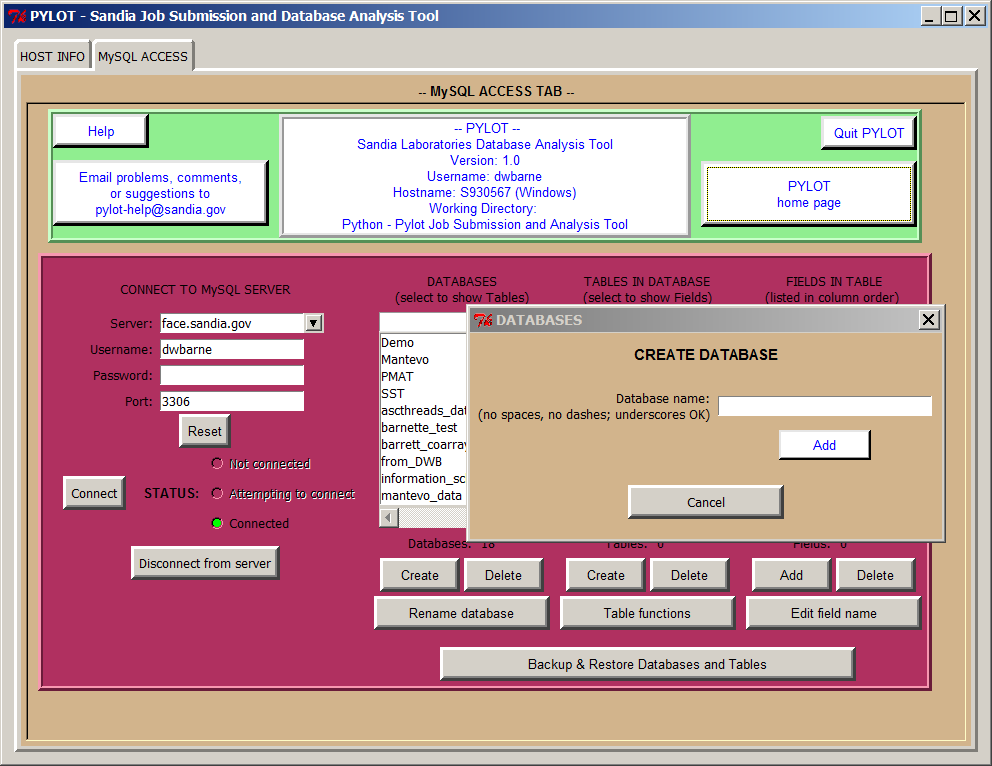 PYLOT - Sandia Job Submission and Database Analysis Tool
HOST INFO
MySQL ACCESS
-- MySQL ACCESS TAB --
Help
Email problems, comments,
or suggestions to
pylot-help@sandia.gov
-- PYLOT --
Sandia Laboratories Database Analysis Tool
Version: 1.0
Username: dwbarne
Hostname: S930567 (Windows)
Working Directory:
Python - Pylot Job Submission and Analysis Tool
Quit PYLOT
PYLOT
home page
CONNECT TO MySQL SERVER
Server: face.sandia.gov
Username: dwbarne
Password:
Port: 3306
Reset
Connect
STATUS:
Not connected
Attempting to connect
Connected
Disconnect from server
DATABASES
(select to show Tables)
Demo
Mantevo
PMAT
SST
ascthreads_dat
barnette_test
barrett_coarray
from_DWB
information_sc
mantevo_data
Databases: 18
Create
Delete
Rename database
TABLES IN DATABASE
(select to show Fields)
Tables: 0
Create
Delete
Table functions
FIELDS IN TABLE
(listed in column order)
Fields: 0
Add
Delete
Edit field name
Backup & Restore Databases and Tables
DATABASES
CREATE DATABASE
Database name:
(no spaces, no dashes; underscores OK)
Add
Cancel